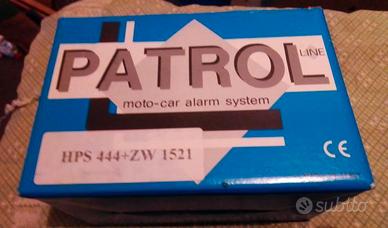 PATROL
LINE
moto-car alarm system
HPS 444+ZW 1521
CE
subito